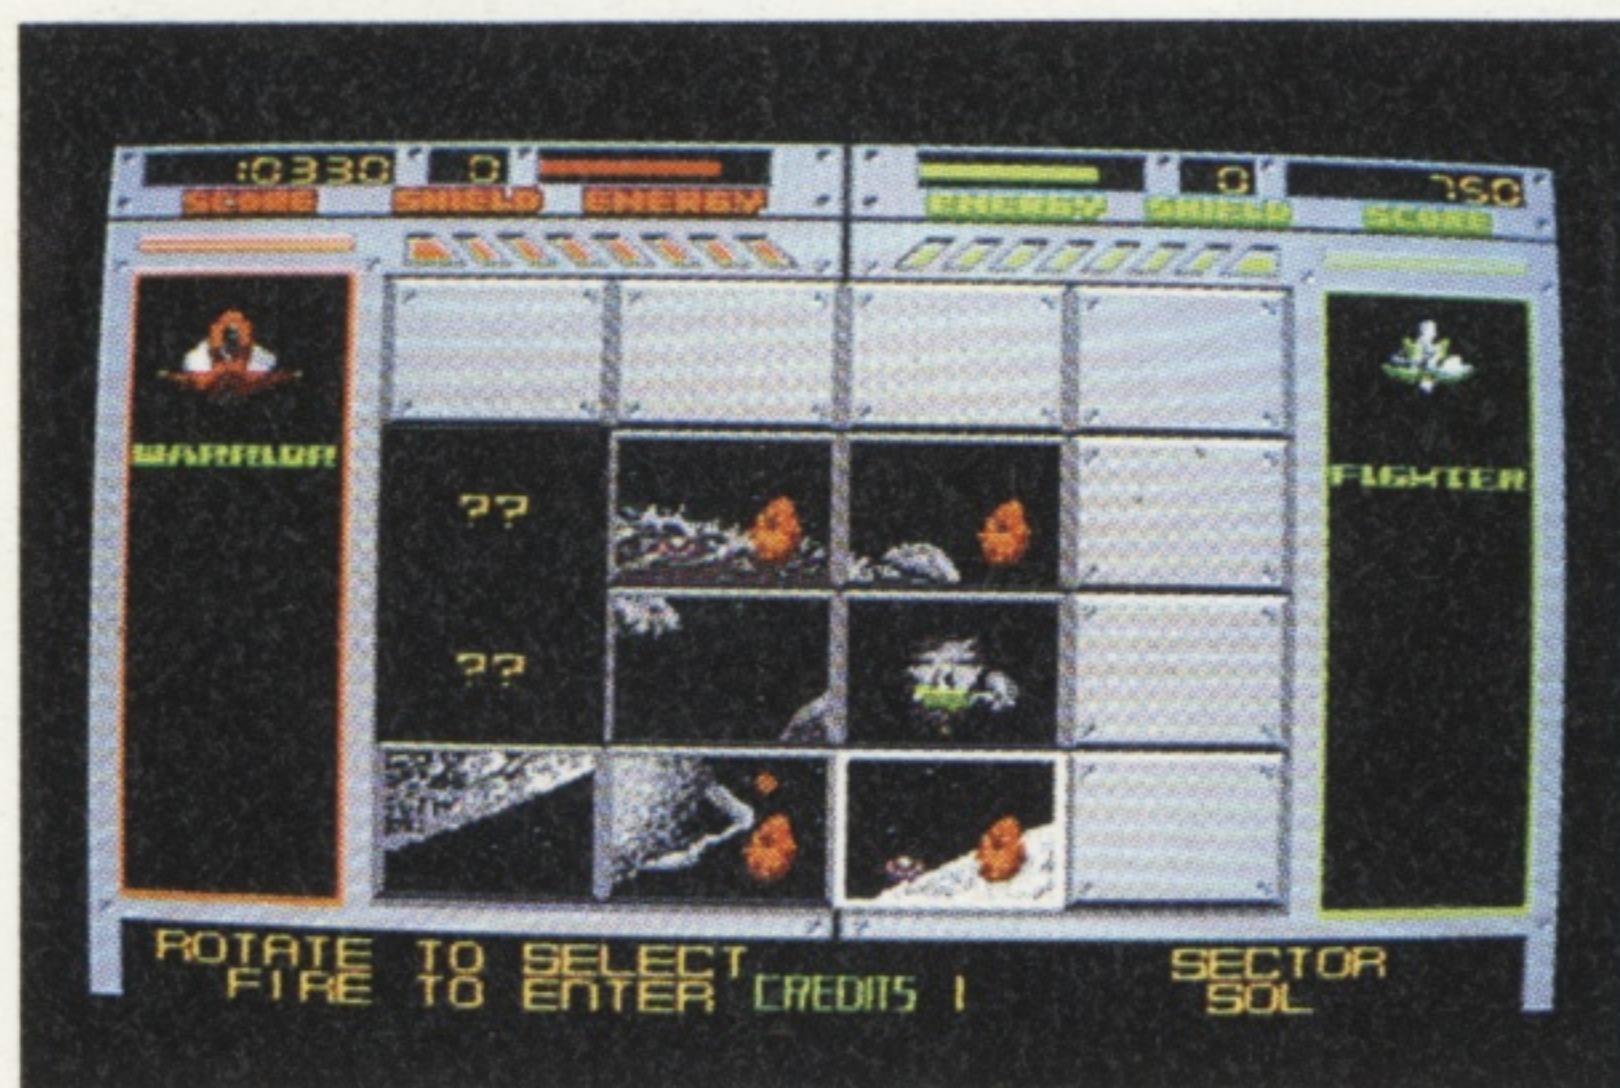 10330 0 0 750
SCORE SHIELD ENERGY ENERGY SHIELD SCORE
WARRIOR
FIGHTER
??
??
ROTATE TO SELECT
FIRE TO ENTER
CREDITS 1
SECTOR
SOL